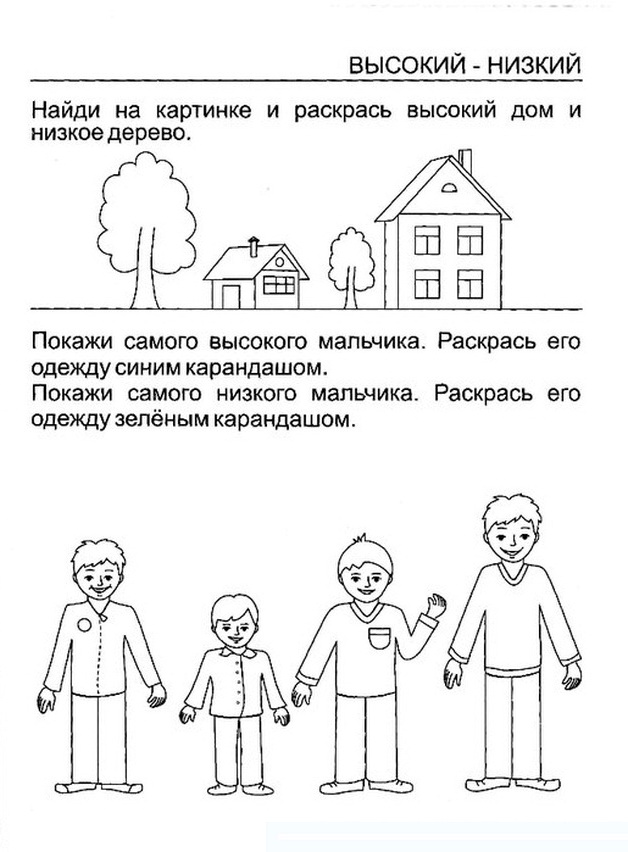 ВЫСОКИЙ - НИЗКИЙ
Найди на картинке и раскрась высокий дом и
низкое дерево.
Покажи самого высокого мальчика. Раскрась его
одежду синим карандашом.
Покажи самого низкого мальчика. Раскрась его
одежду зелёным карандашом.